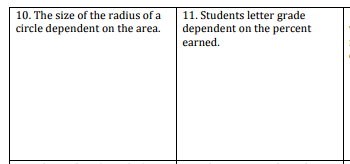 10. The size of the radius of a
circle dependent on the area.
11. Students letter grade
dependent on the percent
earned.